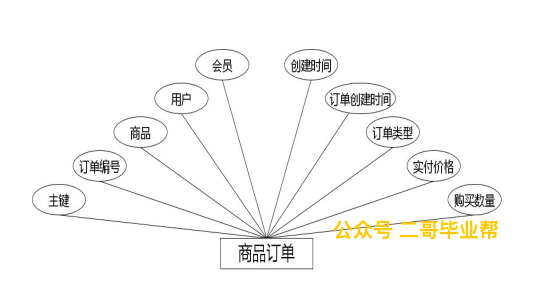 会员
创建时间
用户
订单创建时间
商品
订单类型
订单编号
实付价格
主键
购买数量
公众号 二哥毕业帮
商品订单